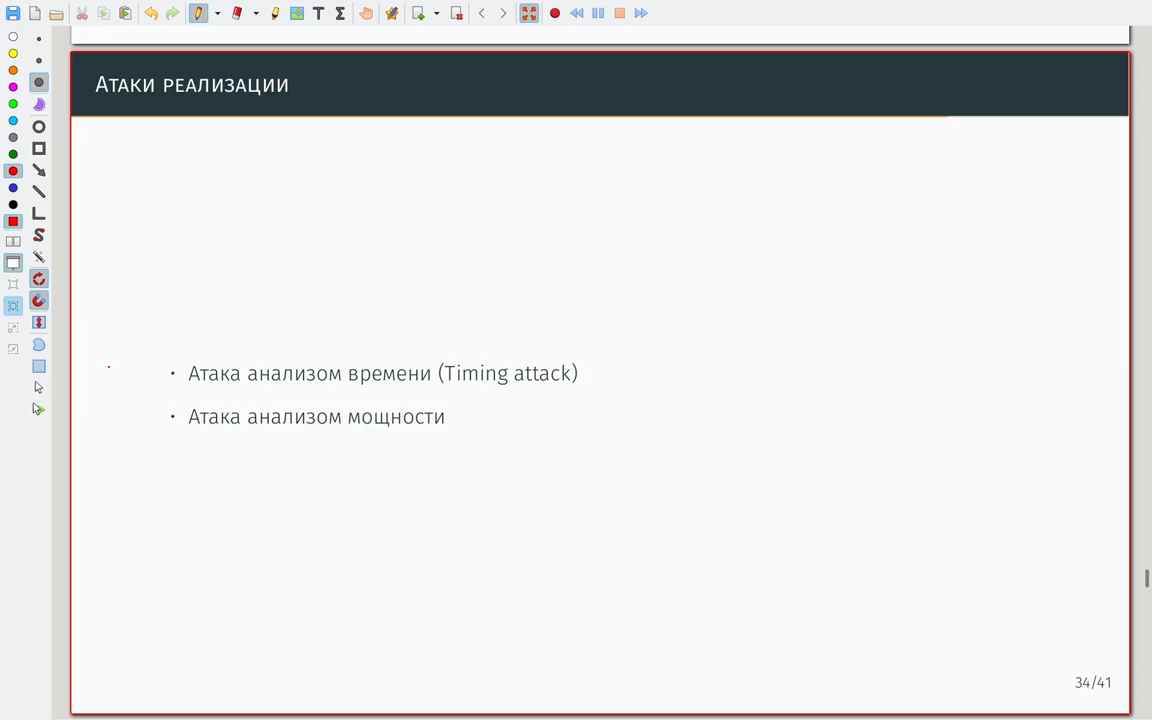 Атаки реализации
· Атака анализом времени (Timing attack)
· Атака анализом мощности
34/41